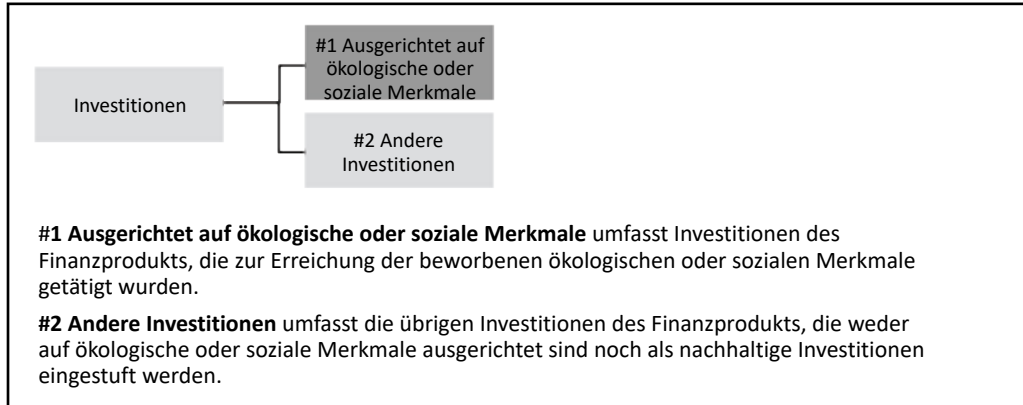 #1 Ausgerichtet auf
ökologische oder
soziale Merkmale
Investitionen
#2 Andere
Investitionen
#1 Ausgerichtet auf ökologische oder soziale Merkmale umfasst Investitionen des
Finanzprodukts, die zur Erreichung der beworbenen ökologischen oder sozialen Merkmale
getätigt wurden.
#2 Andere Investitionen umfasst die übrigen Investitionen des Finanzprodukts, die weder
auf ökologische oder soziale Merkmale ausgerichtet sind noch als nachhaltige Investitionen
eingestuft werden.